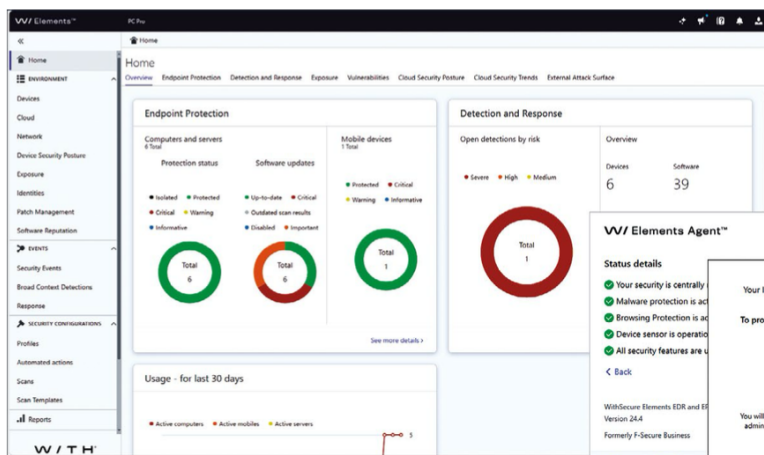 W/ Elements™
PC Pro
Home
Home
ENVIRONMENT
Devices
Cloud
Network
Device Security Posture
Exposure
Identities
Patch Management
Software Reputation
EVENTS
Security Events
Broad Context Detections
Response
SECURITY CONFIGURATIONS
Profiles
Automated actions
Scans
Scan Templates
Reports
W / T H
Home
Overview Endpoint Protection Detection and Response Exposure Vulnerabilities Cloud Security Posture Cloud Security Trends External Attack Surface
Endpoint Protection
Computers and servers
6 Total
Protection status
Isolated Protected
Critical Warning
Informative
Total
6
Software updates
Up-to-date Critical
Outdated scan results
Disabled Important
Total
6
Mobile devices
1 Total
Protected Critical
Warning Informative
Total
1
See more details ›
Detection and Response
Open detections by risk
Severe High Medium
Total
1
Overview
Devices Software
6 39
Usage - for last 30 days
Active computers Active mobiles Active servers
5
W/ Elements Agent™
Status details
Your security is centrally
Malware protection is act
Browsing Protection is ac
Device sensor is operatio
All security features are u
Back
WithSecure Elements EDR and EP
Version 24.4
Formerly F-Secure Business
Your
To pro
You will
admin